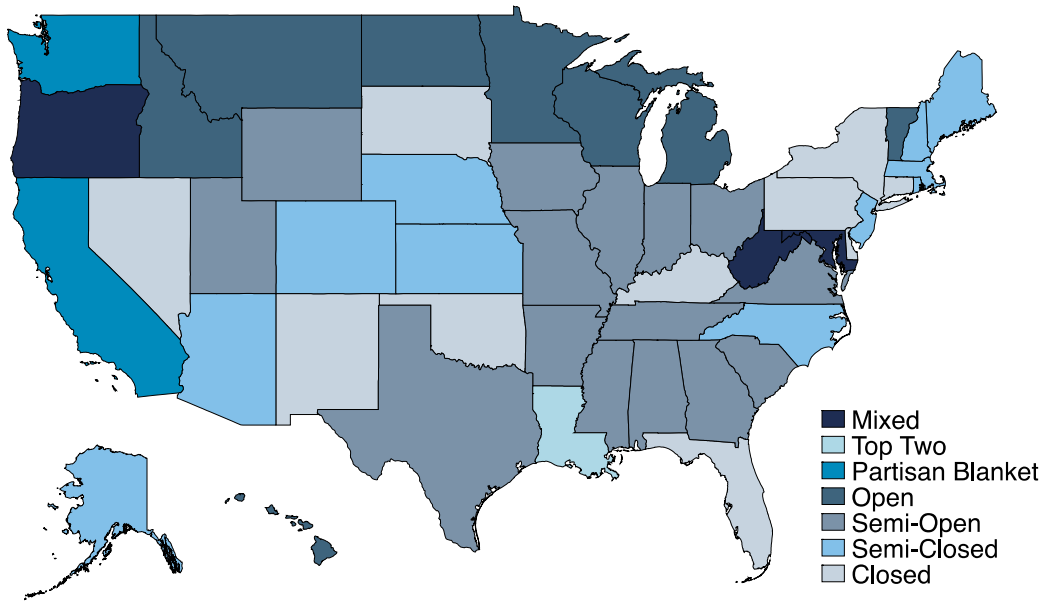 Mixed
Top Two
Partisan Blanket
Open
Semi-Open
Semi-Closed
Closed